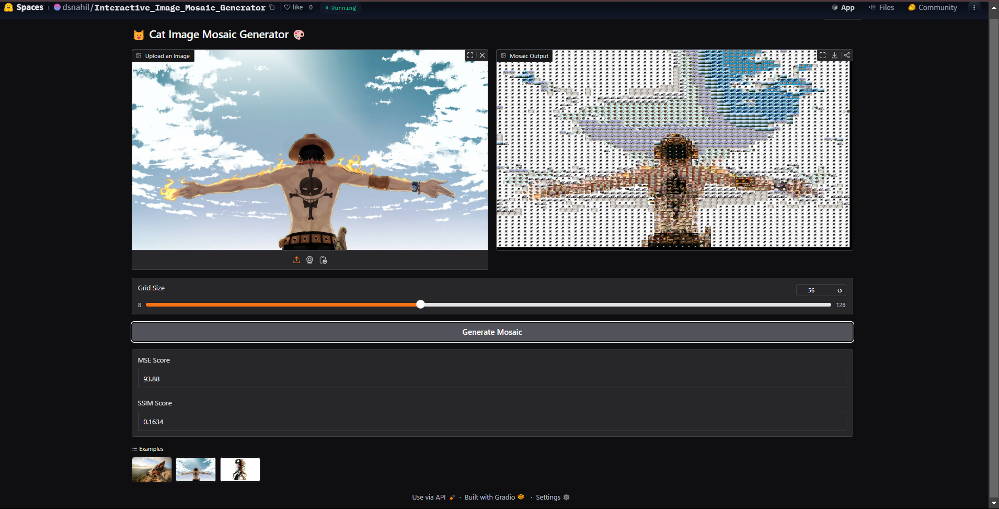 Spaces
dsnahil/Interactive_Image_Mosaic_Generator
like 0
Running
App
Files
Community
Cat Image Mosaic Generator
Upload an Image
Mosaic Output
Grid Size
56
8
128
Generate Mosaic
MSE Score
93.88
SSIM Score
0.1634
Examples
Use via API · Built with Gradio · Settings